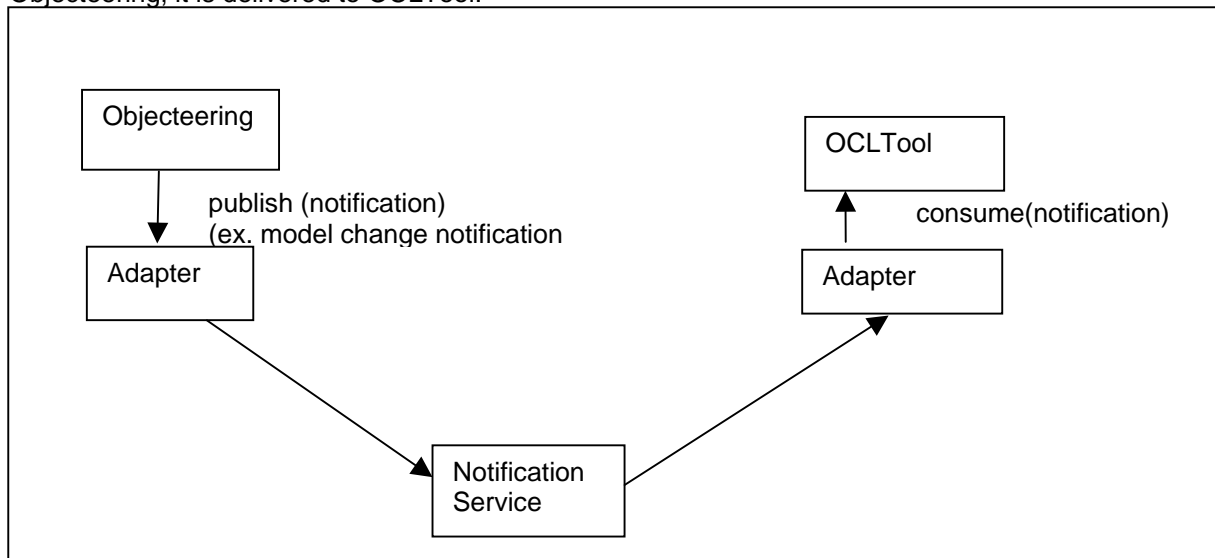 Objecteering, it is delivered to OCLTool.
Objecteering
OCLTool
publish (notification)
(ex. model change notification
consume(notification)
Adapter
Adapter
Notification
Service